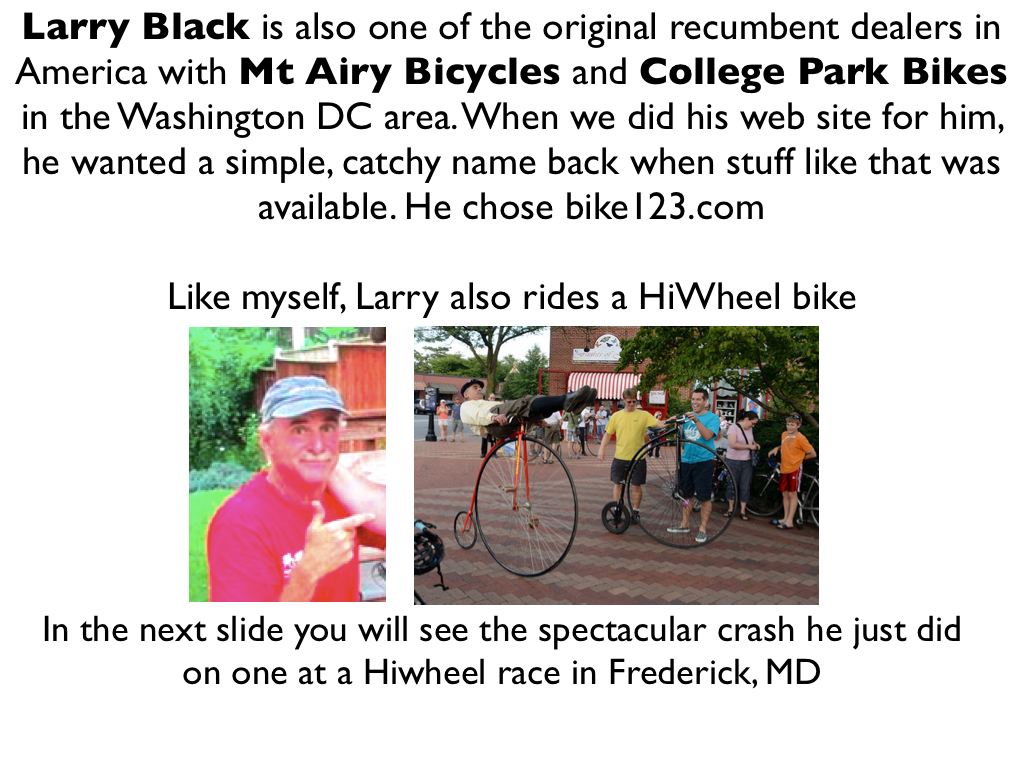 Larry Black is also one of the original recumbent dealers in
America with Mt Airy Bicycles and College Park Bikes
in the Washington DC area. When we did his web site for him,
he wanted a simple, catchy name back when stuff like that was
available. He chose bike123.com
Like myself, Larry also rides a HiWheel bike
In the next slide you will see the spectacular crash he just did
on one at a Hiwheel race in Frederick, MD